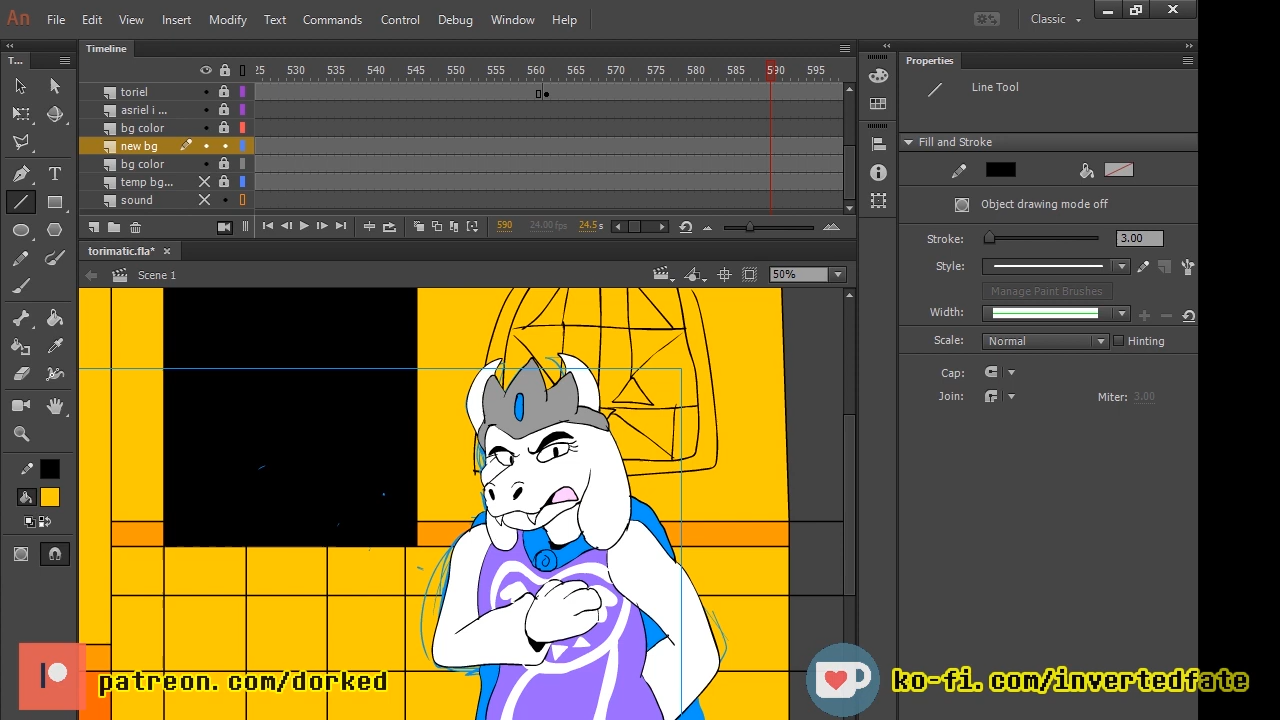 An File Edit View Insert Modify Text Commands Control Debug Window Help Classic
T... Timeline Properties
525 530 535 540 545 550 555 560 565 570 575 580 585 590 595
Line Tool
toriel
asriel i ...
bg color
new bg
bg color
temp bg...
sound
Fill and Stroke
Object drawing mode off
590 24.00 fps 24.5 s
Stroke: 3.00
torimatic.fla*
Style:
Scene 1 50%
Manage Paint Brushes
Width:
Scale: Normal Hinting
Cap:
Join: Miter: 3.00
patreon.com/dorked
ko-fi.com/invertedfate